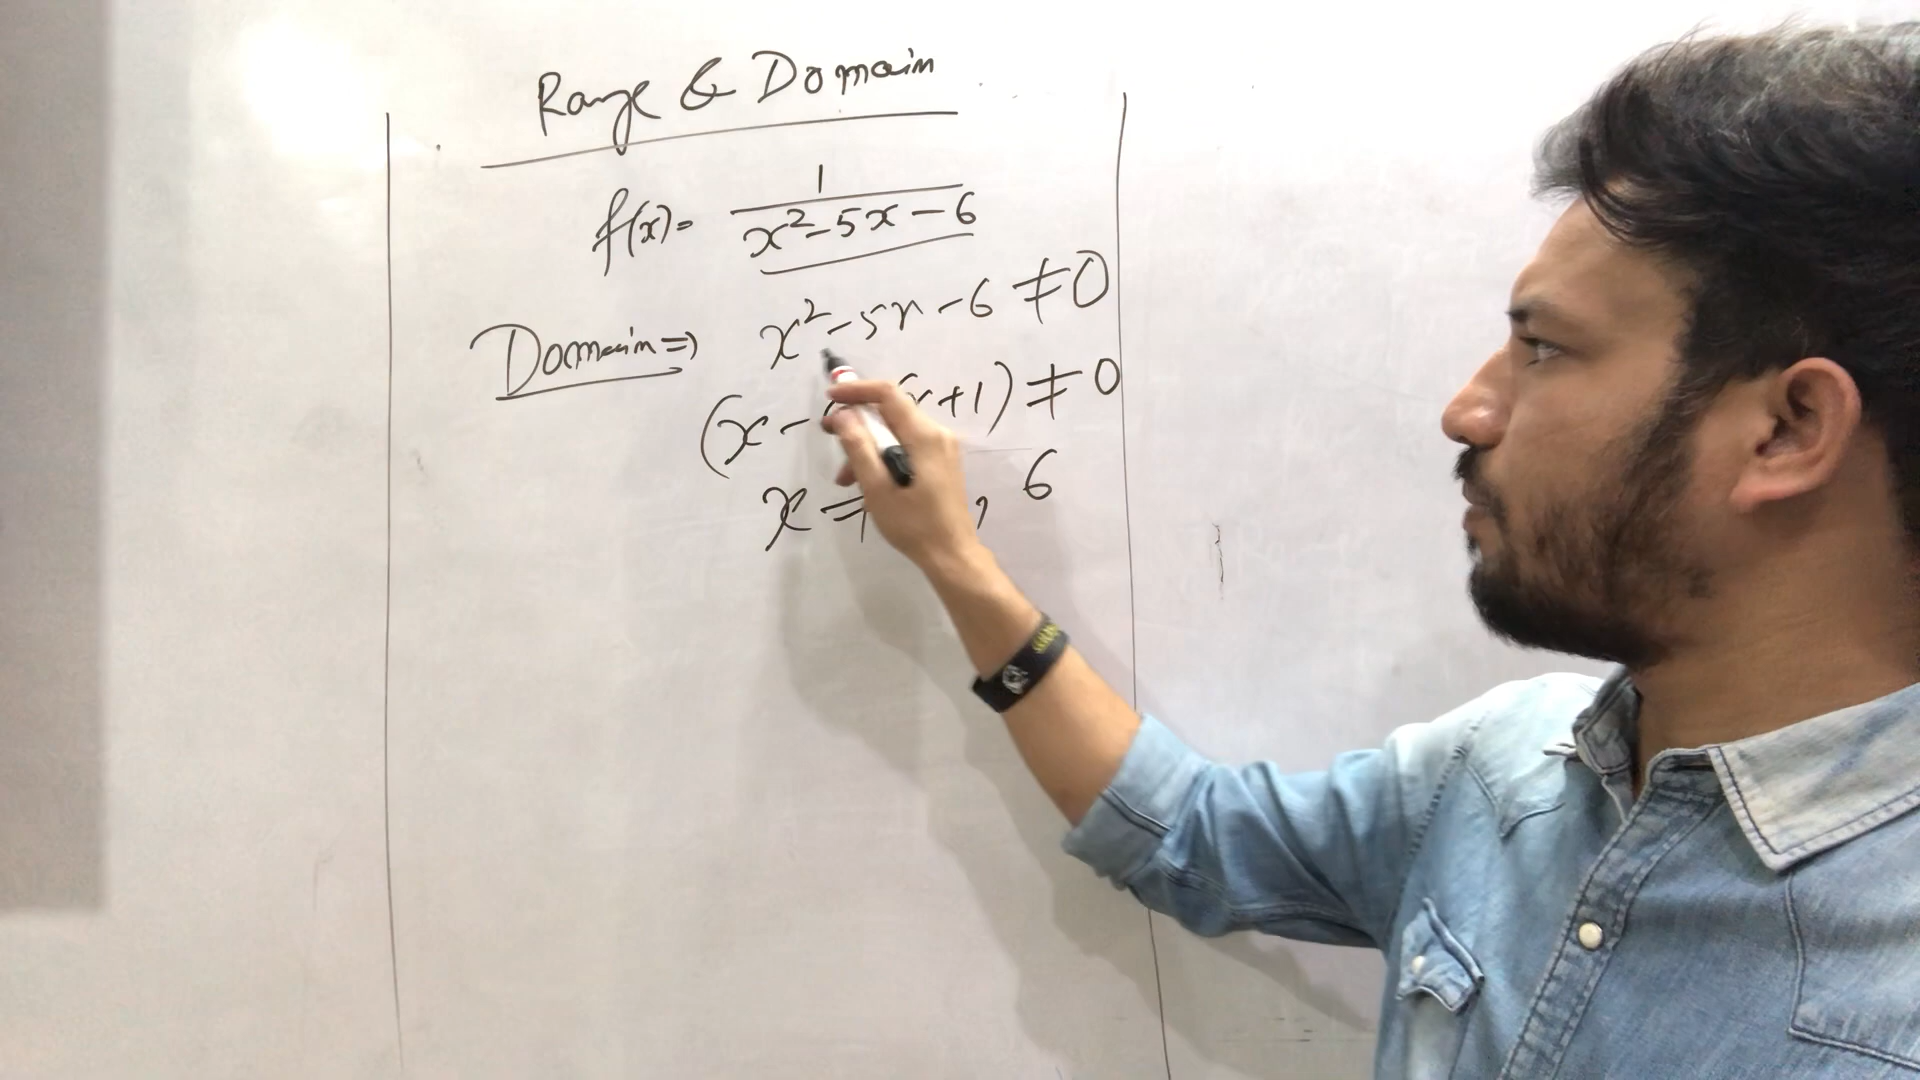 Range & Domain
f(x) = 1 / x² - 5x - 6
Domain ⇒ x² - 5x - 6 ≠ 0
(x - (x+1) ≠ 0
x ≠ , 6